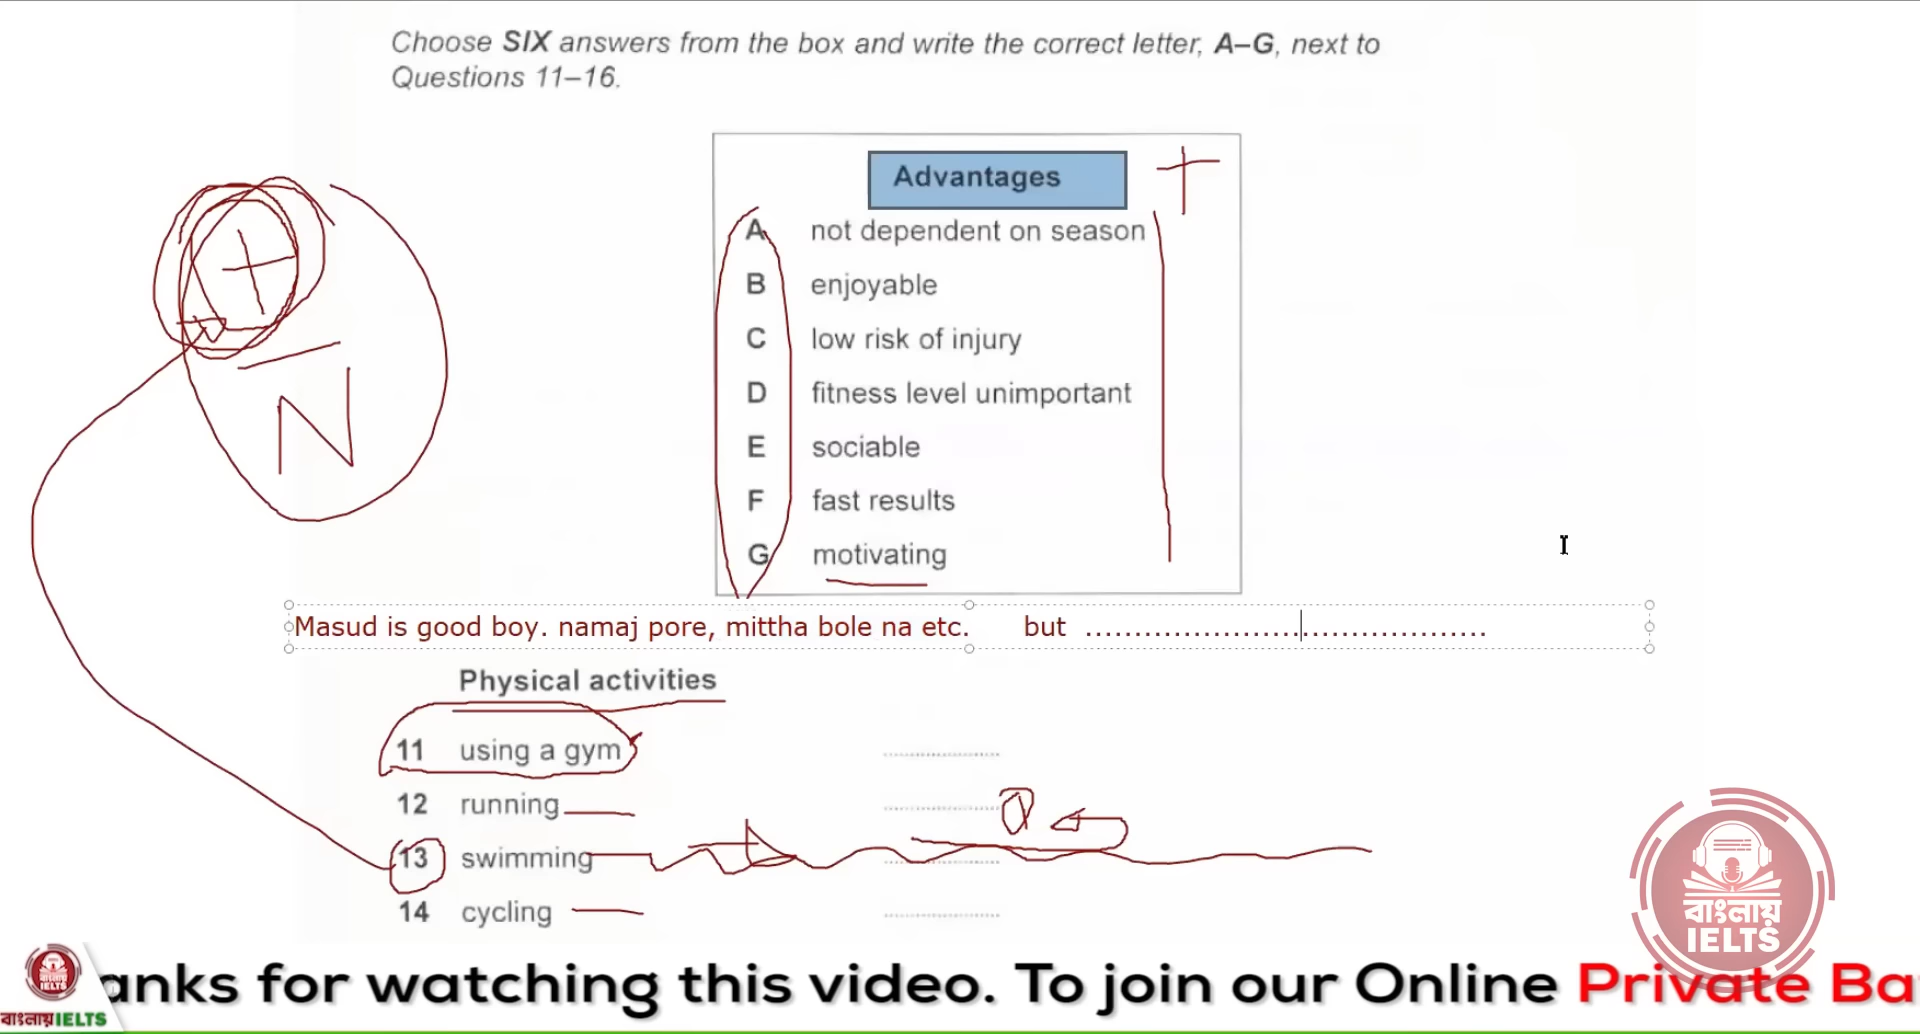 Choose SIX answers from the box and write the correct letter, A–G, next to
Questions 11–16.
Advantages
A not dependent on season
B enjoyable
C low risk of injury
D fitness level unimportant
E sociable
F fast results
G motivating
N
Masud is good boy. namaj pore, mittha bole na etc. but .................................................
Physical activities
11 using a gym ....................
12 running ....................
13 swimming ....................
14 cycling ....................
বাংলায়
IELTS
anks for watching this video. To join our Online Private Ba
বাংলায় IELTS